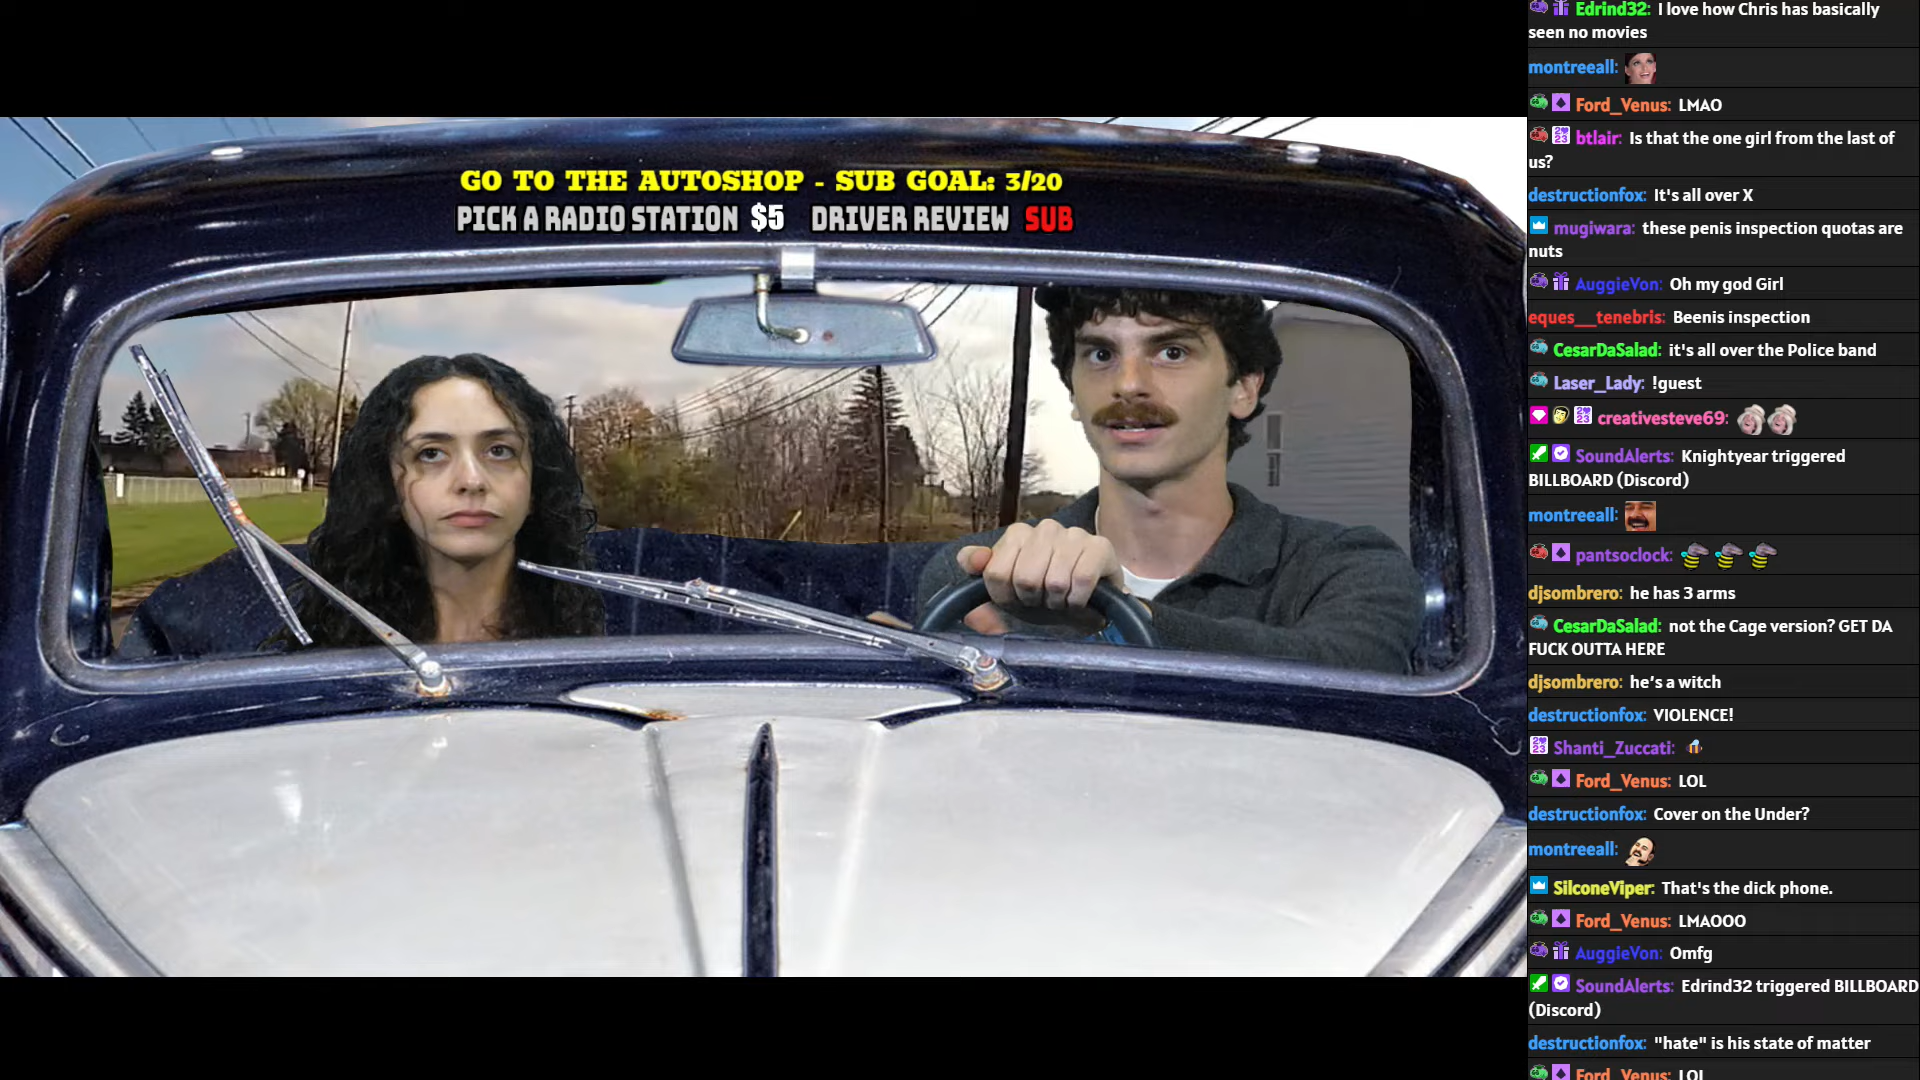 GO TO THE AUTOSHOP - SUB GOAL: 3/20
PICK A RADIO STATION $5 DRIVER REVIEW SUB
Edrind32: I love how Chris has basically
seen no movies
montreeall:
Ford_Venus: LMAO
btlair: Is that the one girl from the last of
us?
destructionfox: It's all over X
mugiwara: these penis inspection quotas are
nuts
AuggieVon: Oh my god Girl
eques__tenebris: Beenis inspection
CesarDaSalad: it's all over the Police band
Laser_Lady: !guest
creativesteve69:
SoundAlerts: Knightyear triggered
BILLBOARD (Discord)
montreeall:
pantsoclock:
djsombrero: he has 3 arms
CesarDaSalad: not the Cage version? GET DA
FUCK OUTTA HERE
djsombrero: he's a witch
destructionfox: VIOLENCE!
Shanti_Zuccati:
Ford_Venus: LOL
destructionfox: Cover on the Under?
montreeall:
SilconeViper: That's the dick phone.
Ford_Venus: LMAOOO
AuggieVon: Omfg
SoundAlerts: Edrind32 triggered BILLBOARD
(Discord)
destructionfox: "hate" is his state of matter
Ford_Venus: LOL